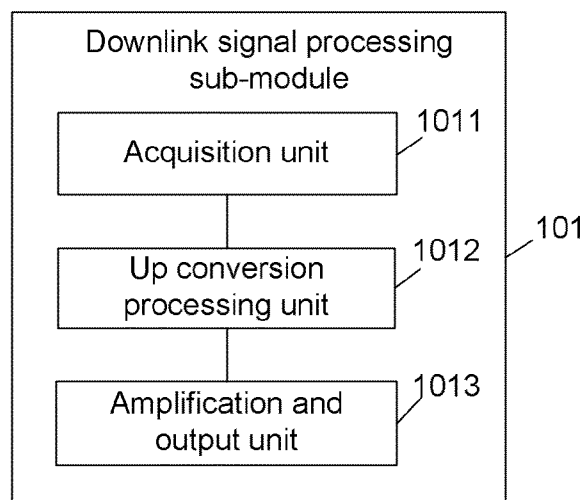 Downlink signal processing
sub-module
1011
Acquisition unit
101
1012
Up conversion
processing unit
1013
Amplification and
output unit